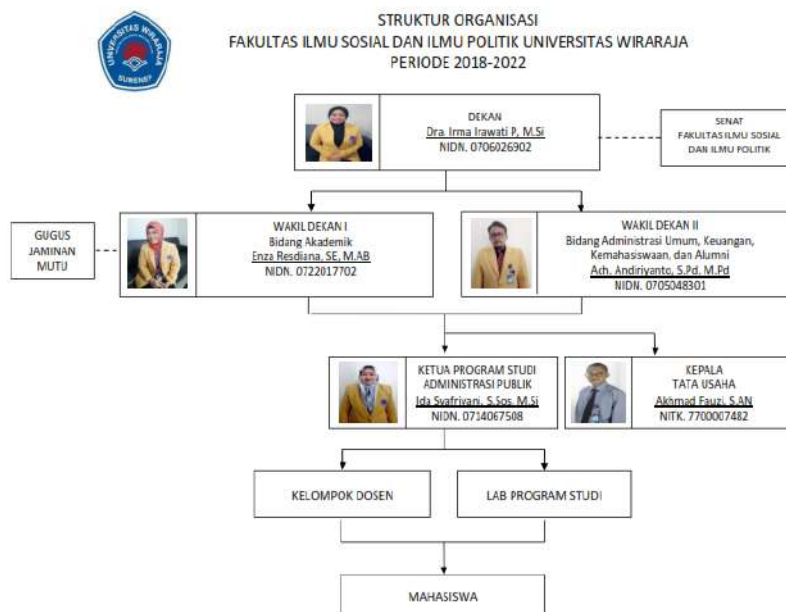 STRUKTUR ORGANISASI
FAKULTAS ILMU SOSIAL DAN ILMU POLITIK UNIVERSITAS WIRARAJA
PERIODE 2018-2022
UNIVERSITAS WIRARAJA
SUMENEP
DEKAN
Dra. Irma Irawati P, M.Si
NIDN. 0706026902
SENAT
FAKULTAS ILMU SOSIAL
DAN ILMU POLITIK
GUGUS
JAMINAN
MUTU
WAKIL DEKAN I
Bidang Akademik
Enza Resdiana, SE, M.AB
NIDN. 0722017702
WAKIL DEKAN II
Bidang Administrasi Umum, Keuangan,
Kemahasiswaan, dan Alumni
Ach. Andiriyanto, S.Pd. M.Pd
NIDN. 0705048301
KETUA PROGRAM STUDI
ADMINISTRASI PUBLIK
Ida Syafriyani, S.Sos. M.Si
NIDN. 0714067508
KEPALA
TATA USAHA
Akhmad Fauzi, S.AN
NITK. 7700007482
KELOMPOK DOSEN
LAB PROGRAM STUDI
MAHASISWA